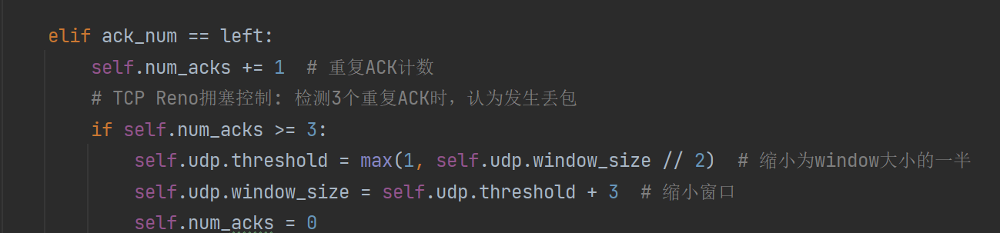 elif ack_num == left:
self.num_acks += 1  # 重复ACK计数
# TCP Reno拥塞控制: 检测3个重复ACK时，认为发生丢包
if self.num_acks >= 3:
self.udp.threshold = max(1, self.udp.window_size // 2)  # 缩小为window大小的一半
self.udp.window_size = self.udp.threshold + 3  # 缩小窗口
self.num_acks = 0